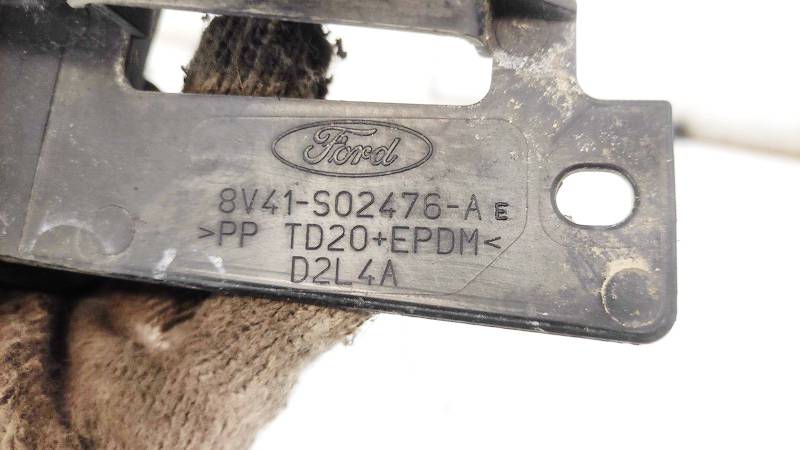 Ford
8V41-S02476-A E
>PP TD20+EPDM<
D2L4A